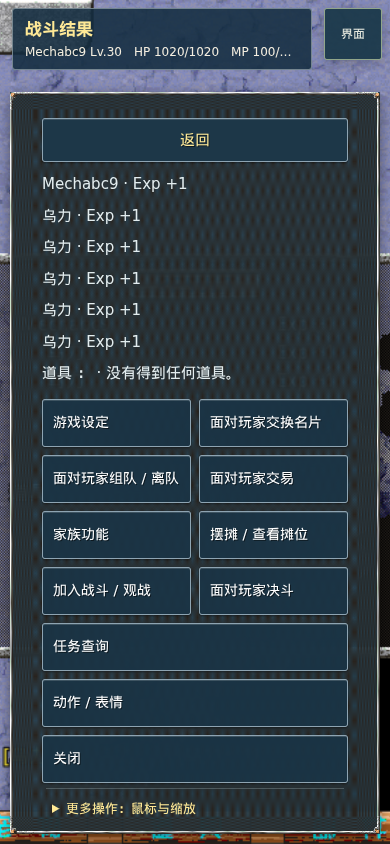 战斗结果
Mechabc9 Lv.30 HP 1020/1020 MP 100/...
界面
返回
Mechabc9 · Exp +1
乌力 · Exp +1
乌力 · Exp +1
乌力 · Exp +1
乌力 · Exp +1
乌力 · Exp +1
道具 : · 没有得到任何道具。
游戏设定
面对玩家交换名片
面对玩家组队 / 离队
面对玩家交易
家族功能
摆摊 / 查看摊位
加入战斗 / 观战
面对玩家决斗
任务查询
动作 / 表情
关闭
▶ 更多操作: 鼠标与缩放